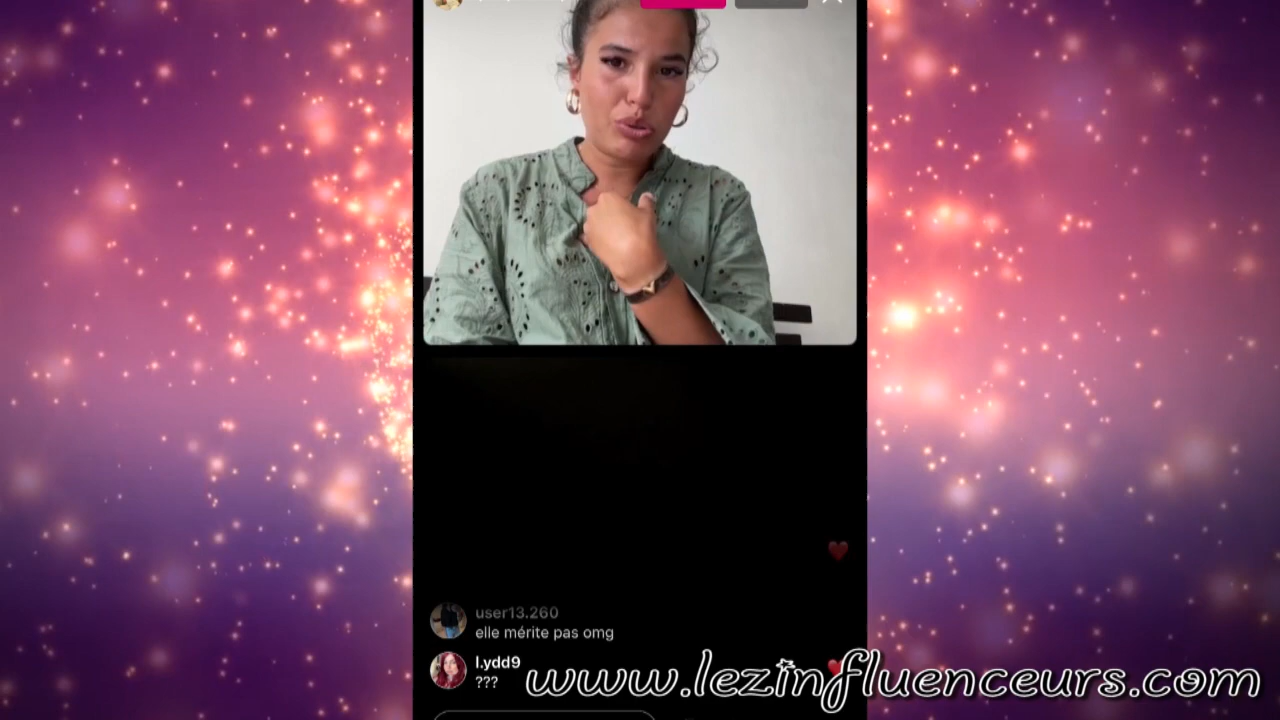 user13.260
elle mérite pas omg
l.ydd9
???
www.lezinfluenceurs.com